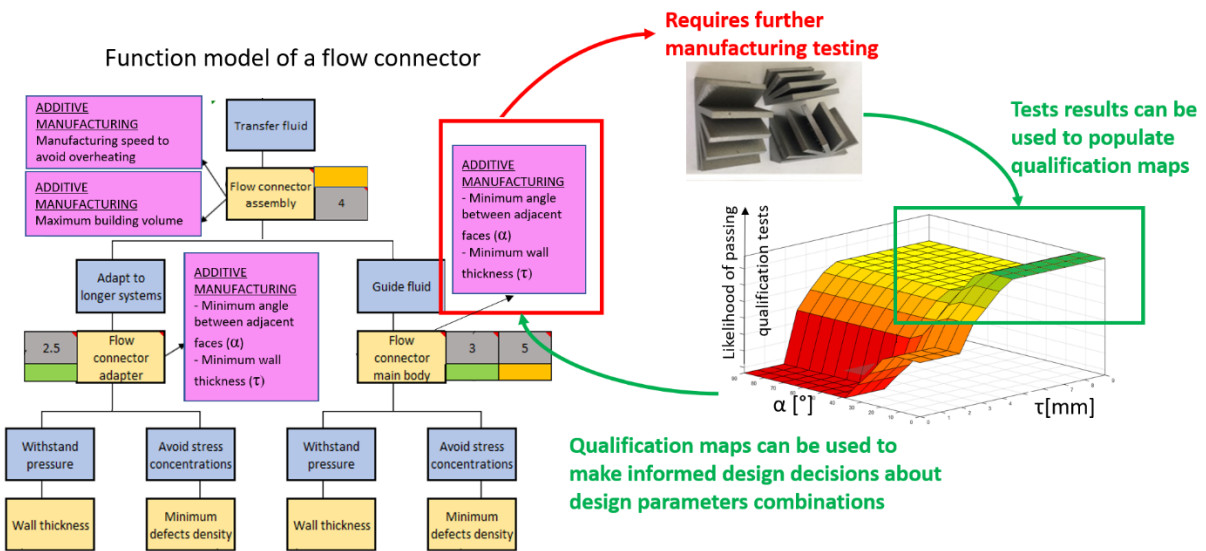 Function model of a flow connector
Requires further
manufacturing testing
Tests results can be
used to populate
qualification maps
ADDITIVE
MANUFACTURING
Manufacturing speed to
avoid overheating
ADDITIVE
MANUFACTURING
Maximum building volume
Transfer fluid
Flow connector
assembly
4
Adapt to
longer systems
2.5
Flow
connector
adapter
ADDITIVE
MANUFACTURING
- Minimum angle
between adjacent
faces (α)
- Minimum wall
thickness (τ)
Guide fluid
Flow
connector
main body
3
5
ADDITIVE
MANUFACTURING
- Minimum angle
between adjacent
faces (α)
- Minimum wall
thickness (τ)
Withstand
pressure
Avoid stress
concentrations
Withstand
pressure
Avoid stress
concentrations
Wall thickness
Minimum
defects density
Wall thickness
Minimum
defects density
Likelihood of passing
qualification tests
α [°]
τ[mm]
Qualification maps can be used to
make informed design decisions about
design parameters combinations